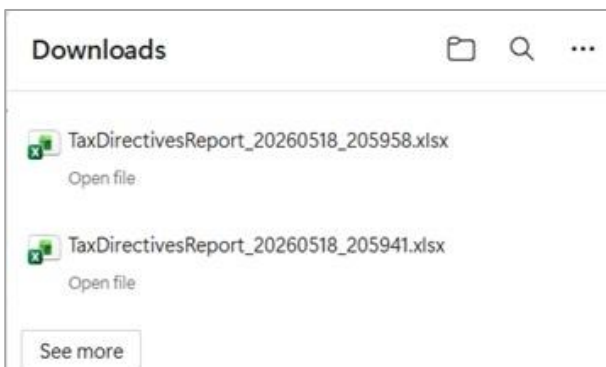 Downloads
TaxDirectivesReport_20260518_205958.xlsx
Open file
TaxDirectivesReport_20260518_205941.xlsx
Open file
See more